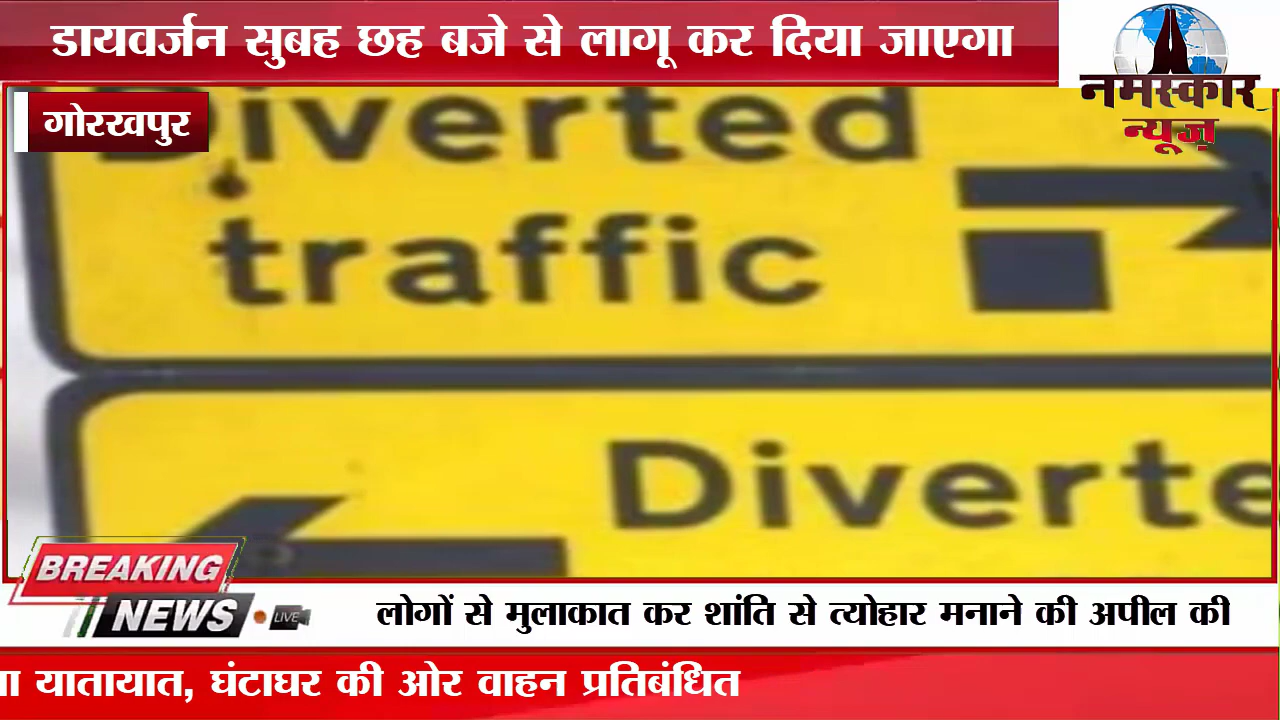 डायवर्जन सुबह छह बजे से लागू कर दिया जाएगा
नमस्कार
न्यूज़
गोरखपुर
Diverted
traffic
Diverte
BREAKING
NEWS
LIVE
लोगों से मुलाकात कर शांति से त्योहार मनाने की अपील की
यातायात, घंटाघर की ओर वाहन प्रतिबंधित